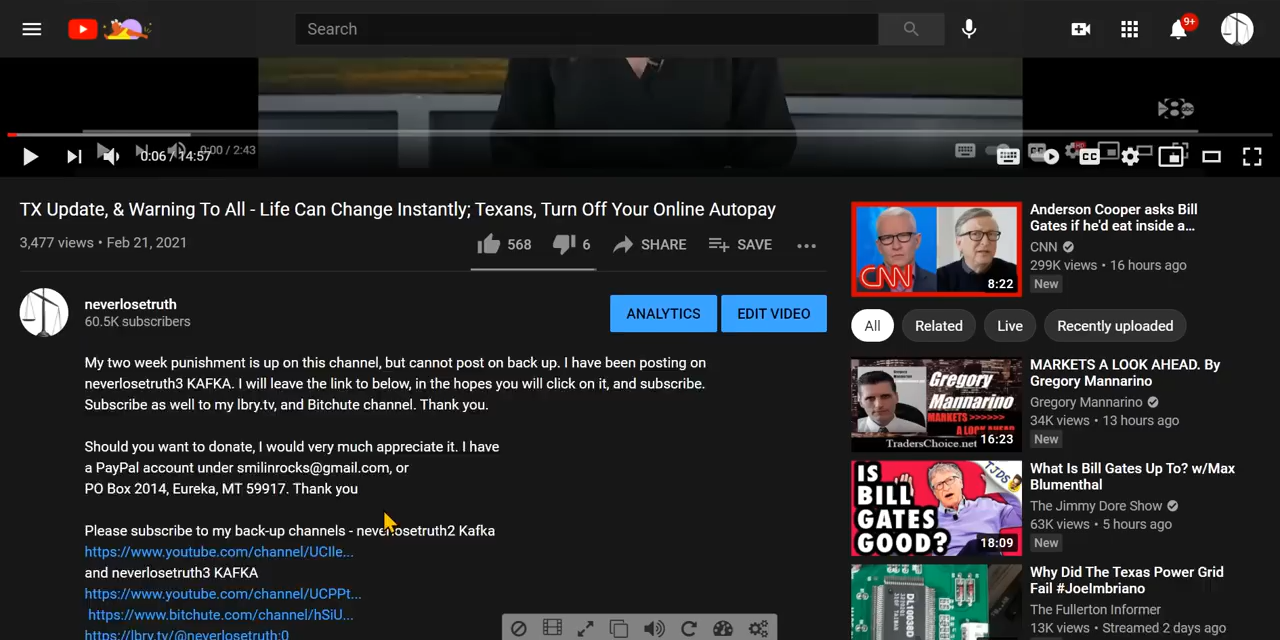 Search
9+
8 abc
0:06 / 14:57
0:00 / 2:43
CC
HD
TX Update, & Warning To All - Life Can Change Instantly; Texans, Turn Off Your Online Autopay
3,477 views • Feb 21, 2021
568
6
SHARE
SAVE
neverlosetruth
60.5K subscribers
ANALYTICS
EDIT VIDEO
My two week punishment is up on this channel, but cannot post on back up. I have been posting on
neverlosetruth3 KAFKA. I will leave the link to below, in the hopes you will click on it, and subscribe.
Subscribe as well to my lbry.tv, and Bitchute channel. Thank you.
Should you want to donate, I would very much appreciate it. I have
a PayPal account under smilinrocks@gmail.com, or
PO Box 2014, Eureka, MT 59917. Thank you
Please subscribe to my back-up channels - neverlosetruth2 Kafka
https://www.youtube.com/channel/UCIle...
and neverlosetruth3 KAFKA
https://www.youtube.com/channel/UCPPt...
https://www.bitchute.com/channel/hSiU...
https://lbry.tv/@neverlosetruth:0
CNN
8:22
Anderson Cooper asks Bill
Gates if he'd eat inside a...
CNN
299K views • 16 hours ago
New
All
Related
Live
Recently uploaded
Gregory
Mannarino
MARKETS >>>>>>
A LOOK AHEAD.
TradersChoice.net
16:23
MARKETS A LOOK AHEAD. By
Gregory Mannarino
Gregory Mannarino
34K views • 13 hours ago
New
IS
BILL
GATES
GOOD?
TJDS
18:09
What Is Bill Gates Up To? w/Max
Blumenthal
The Jimmy Dore Show
63K views • 5 hours ago
New
Why Did The Texas Power Grid
Fail #JoeImbriano
The Fullerton Informer
13K views • Streamed 2 days ago